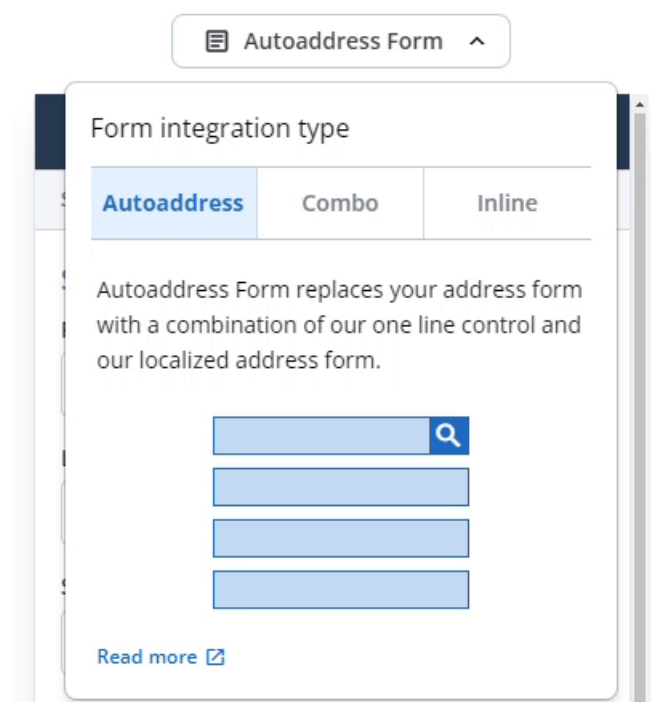 Autoaddress Form
Form integration type
Autoaddress
Combo
Inline
Autoaddress Form replaces your address form
with a combination of our one line control and
our localized address form.
Read more